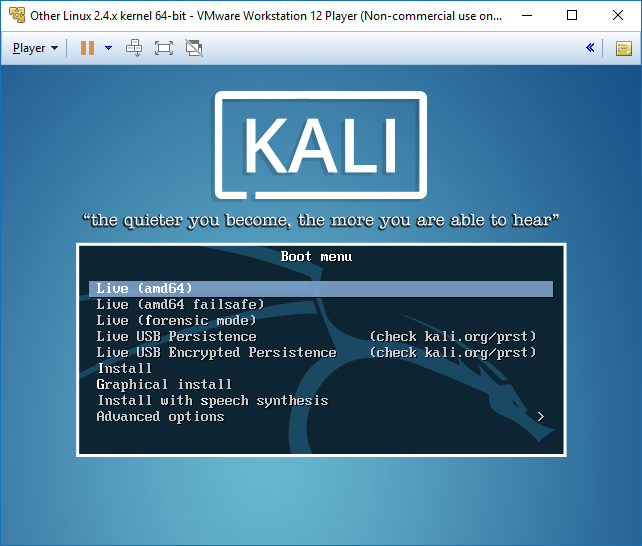 Other Linux 2.4.x kernel 64-bit - VMware Workstation 12 Player (Non-commercial use on...
Player
KALI
“the quieter you become, the more you are able to hear”
Boot menu
Live (amd64)
Live (amd64 failsafe)
Live (forensic mode)
Live USB Persistence (check kali.org/prst)
Live USB Encrypted Persistence (check kali.org/prst)
Install
Graphical install
Install with speech synthesis
Advanced options >